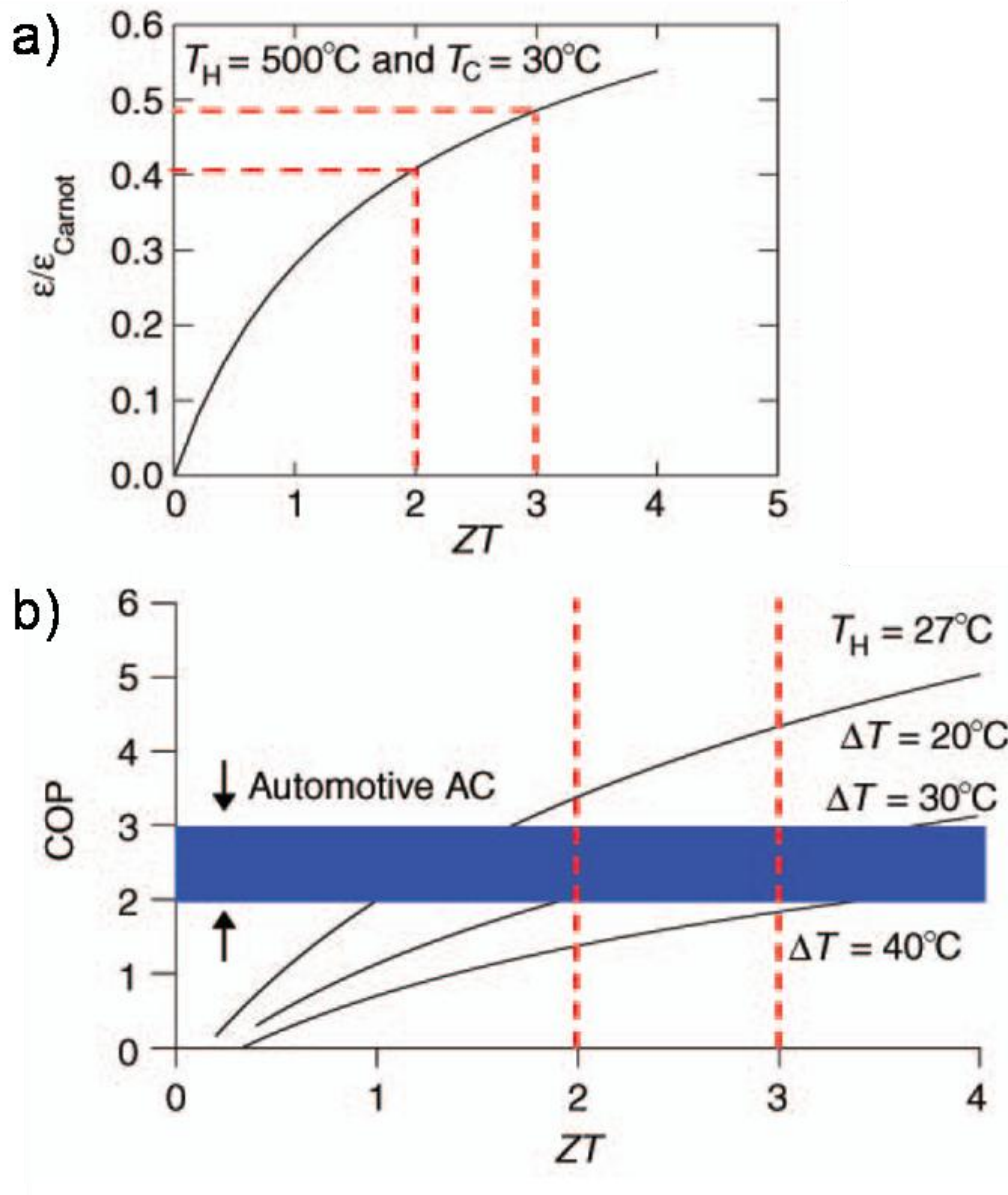 a)
0.6
T_H = 500°C and T_C = 30°C
0.5
0.4
0.3
0.2
0.1
0.0
ε/ε_Carnot
0 1 2 3 4 5
ZT
b)
6
T_H = 27°C
5
4
ΔT = 20°C
Automotive AC
ΔT = 30°C
3
COP
2
ΔT = 40°C
1
0
0 1 2 3 4
ZT